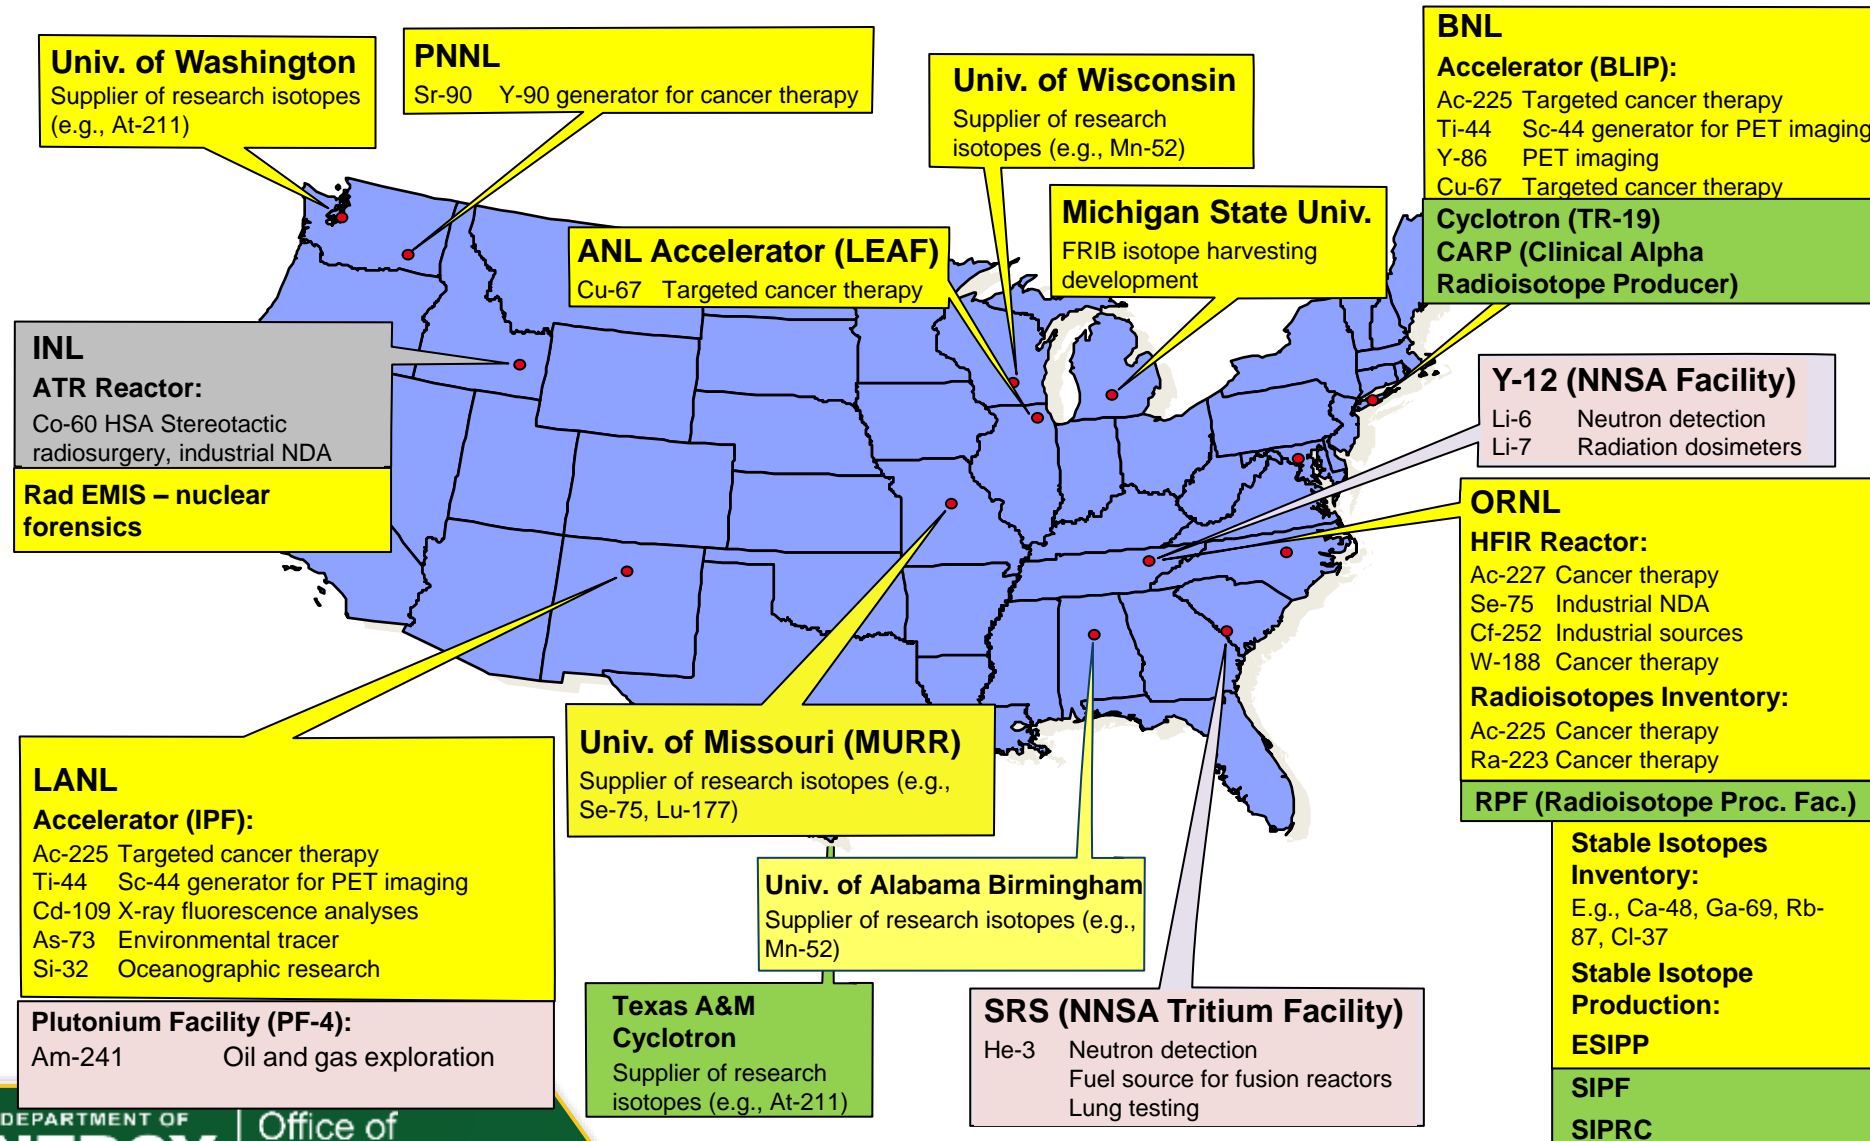 Univ. of Washington
Supplier of research isotopes
(e.g., At-211)
PNNL
Sr-90 Y-90 generator for cancer therapy
Univ. of Wisconsin
Supplier of research
isotopes (e.g., Mn-52)
BNL
Accelerator (BLIP):
Ac-225 Targeted cancer therapy
Ti-44 Sc-44 generator for PET imaging
Y-86 PET imaging
Cu-67 Targeted cancer therapy
Cyclotron (TR-19)
CARP (Clinical Alpha
Radioisotope Producer)
Michigan State Univ.
FRIB isotope harvesting
development
ANL Accelerator (LEAF)
Cu-67 Targeted cancer therapy
INL
ATR Reactor:
Co-60 HSA Stereotactic
radiosurgery, industrial NDA
Rad EMIS – nuclear
forensics
Y-12 (NNSA Facility)
Li-6 Neutron detection
Li-7 Radiation dosimeters
ORNL
HFIR Reactor:
Ac-227 Cancer therapy
Se-75 Industrial NDA
Cf-252 Industrial sources
W-188 Cancer therapy
Radioisotopes Inventory:
Ac-225 Cancer therapy
Ra-223 Cancer therapy
RPF (Radioisotope Proc. Fac.)
Stable Isotopes
Inventory:
E.g., Ca-48, Ga-69, Rb-
87, Cl-37
Stable Isotope
Production:
ESIPP
SIPF
SIPRC
Univ. of Missouri (MURR)
Supplier of research isotopes (e.g.,
Se-75, Lu-177)
LANL
Accelerator (IPF):
Ac-225 Targeted cancer therapy
Ti-44 Sc-44 generator for PET imaging
Cd-109 X-ray fluorescence analyses
As-73 Environmental tracer
Si-32 Oceanographic research
Plutonium Facility (PF-4):
Am-241 Oil and gas exploration
Univ. of Alabama Birmingham
Supplier of research isotopes (e.g.,
Mn-52)
Texas A&M
Cyclotron
Supplier of research
isotopes (e.g., At-211)
SRS (NNSA Tritium Facility)
He-3 Neutron detection
Fuel source for fusion reactors
Lung testing
DEPARTMENT OF
Office of